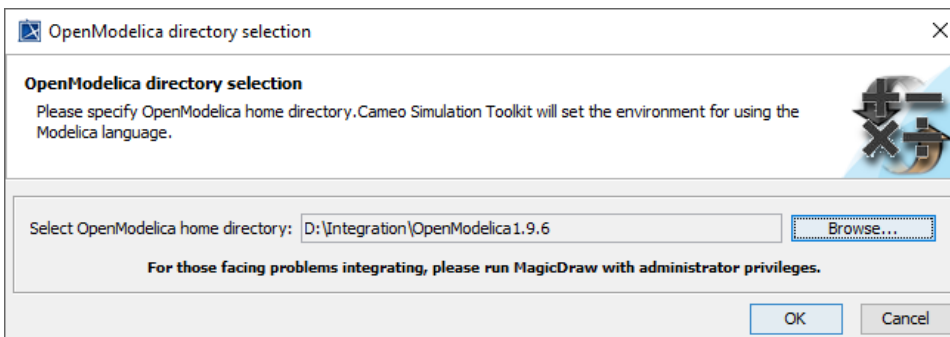 OpenModelica directory selection
OpenModelica directory selection
Please specify OpenModelica home directory.Cameo Simulation Toolkit will set the environment for using the
Modelica language.
Select OpenModelica home directory: D:\Integration\OpenModelica1.9.6 Browse...
For those facing problems integrating, please run MagicDraw with administrator privileges.
OK Cancel